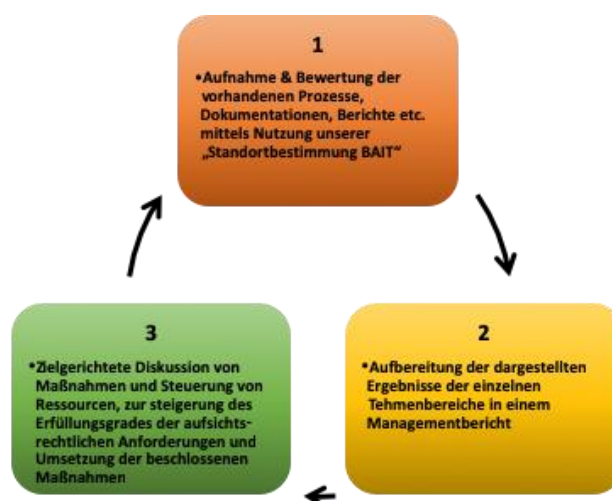 1
•Aufnahme & Bewertung der
vorhandenen Prozesse,
Dokumentationen, Berichte etc.
mittels Nutzung unserer
„Standortbestimmung BAIT“
2
•Aufbereitung der dargestellten
Ergebnisse der einzelnen
Tehmenbereiche in einem
Managementbericht
3
•Zielgerichtete Diskussion von
Maßnahmen und Steuerung von
Ressourcen, zur steigerung des
Erfüllungsgrades der aufsichts-
rechtlichen Anforderungen und
Umsetzung der beschlossenen
Maßnahmen